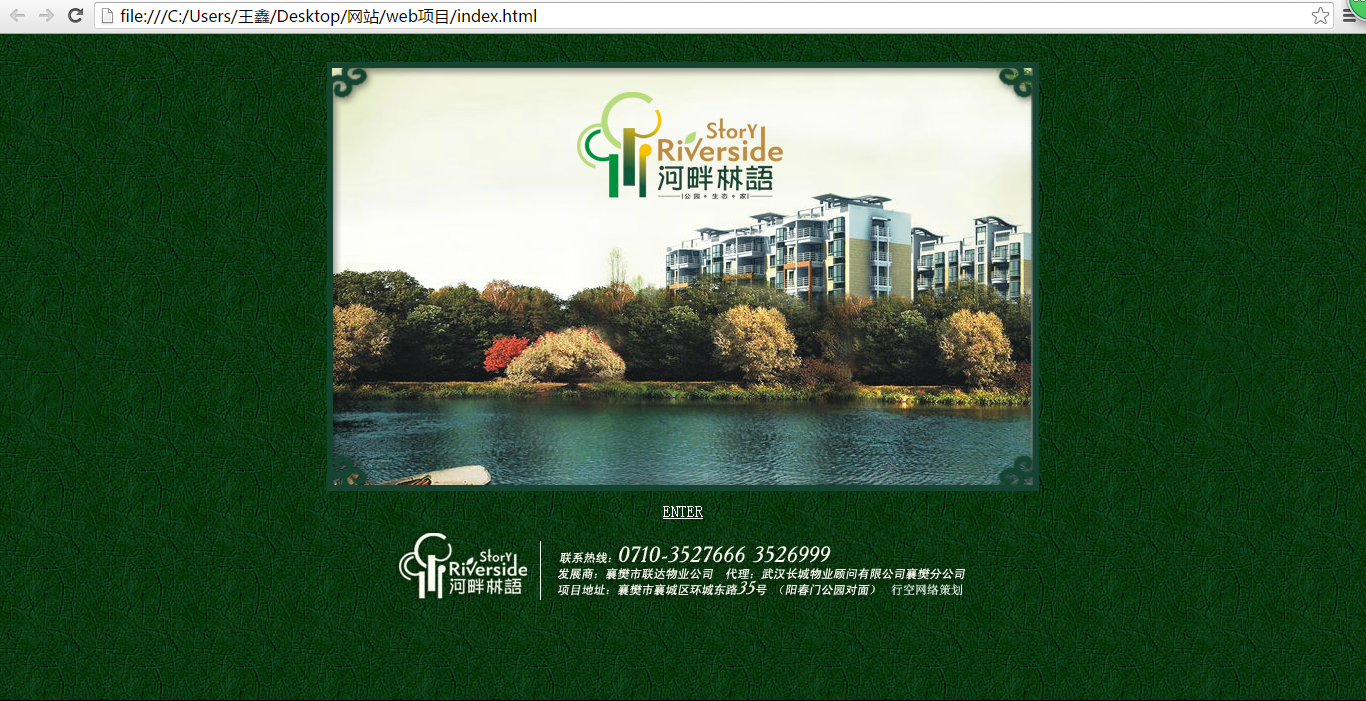 file:///C:/Users/王鑫/Desktop/网站/web项目/index.html
Story
Riverside
河畔林語
公园•生态•家
ENTER
Story
Riverside
河畔林語
联系热线：0710-3527666 3526999
发展商：襄樊市联达物业公司 代理：武汉长城物业顾问有限公司襄樊分公司
项目地址：襄樊市襄城区环城东路35号 （阳春门公园对面） 行空网络策划